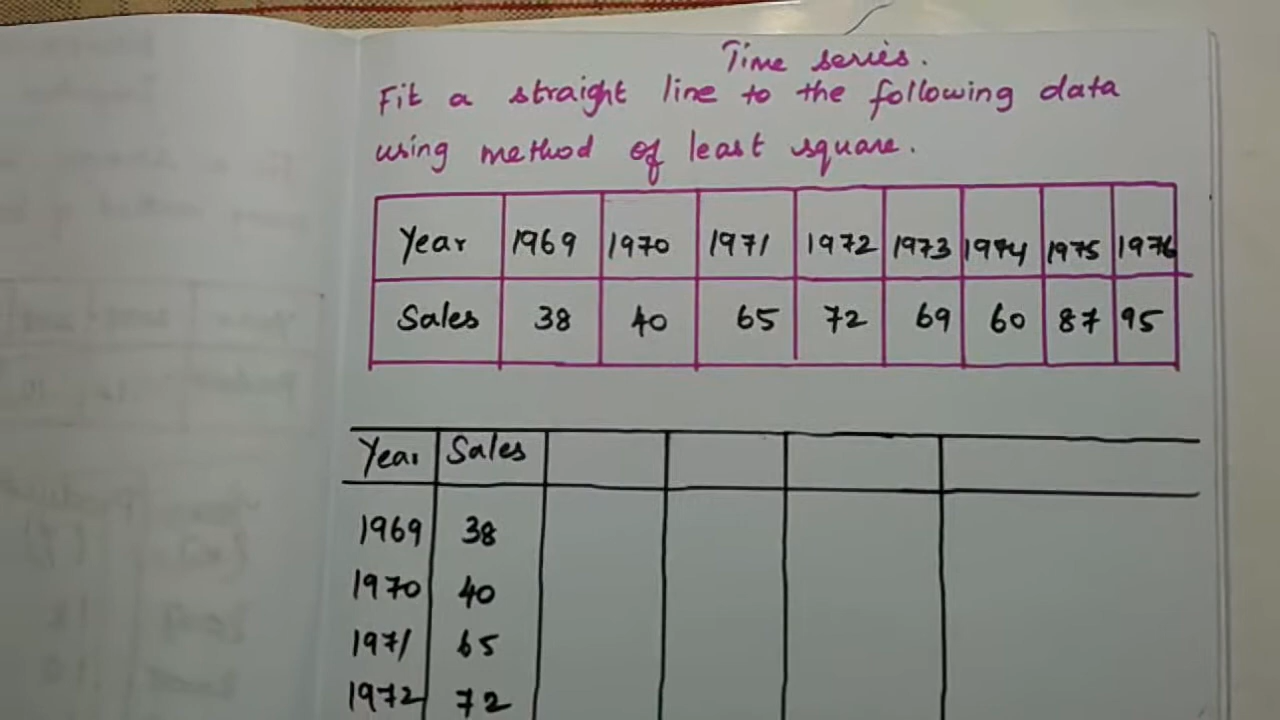 Time series.
Fit a straight line to the following data
using method of least square.
Year 1969 1970 1971 1972 1973 1974 1975 1976
Sales 38 40 65 72 69 60 87 95
Year Sales
1969 38
1970 40
1971 65
1972 72